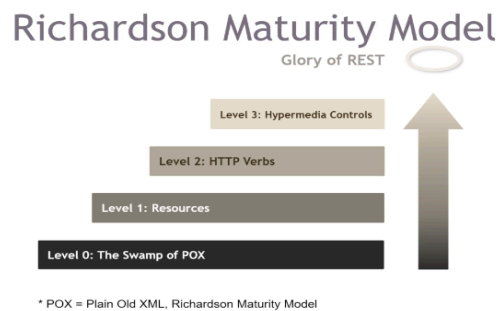 Richardson Maturity Model
Glory of REST
Level 3: Hypermedia Controls
Level 2: HTTP Verbs
Level 1: Resources
Level 0: The Swamp of POX
* POX = Plain Old XML, Richardson Maturity Model